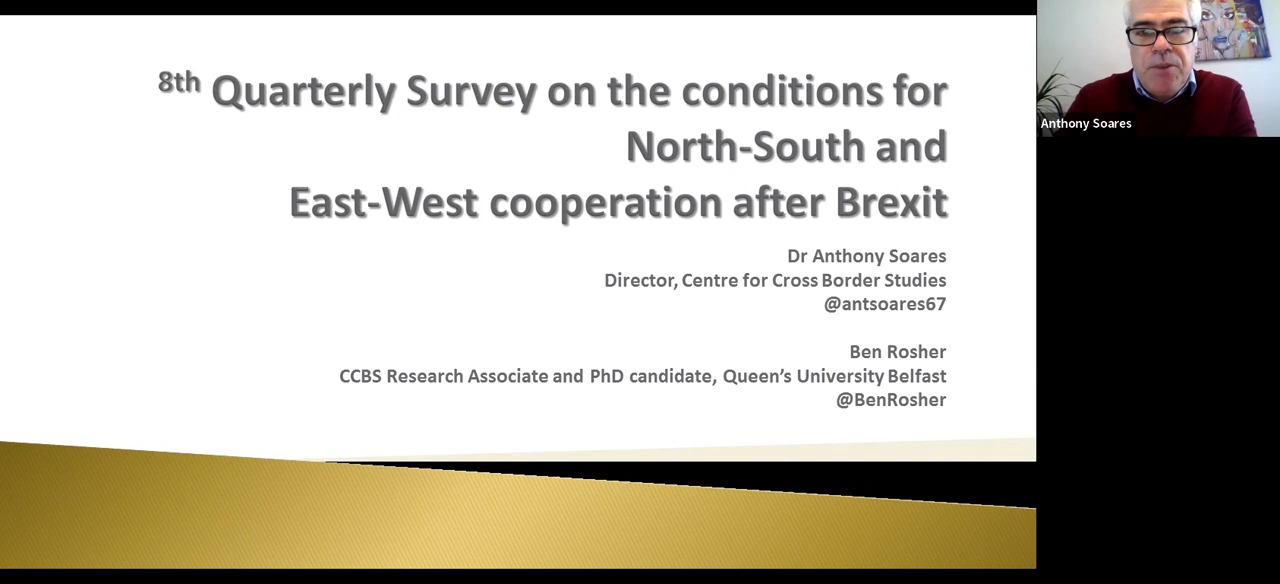 8th Quarterly Survey on the conditions for
North-South and
East-West cooperation after Brexit
Dr Anthony Soares
Director, Centre for Cross Border Studies
@antsoares67
Ben Rosher
CCBS Research Associate and PhD candidate, Queen’s University Belfast
@BenRosher
Anthony Soares